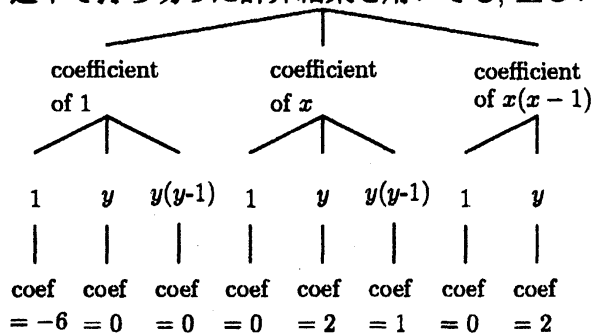 coefficient coefficient coefficient
of 1 of x of x(x − 1)
1 y y(y-1) 1 y y(y-1) 1 y
coef coef coef coef coef coef coef coef
= −6 = 0 = 0 = 0 = 2 = 1 = 0 = 2